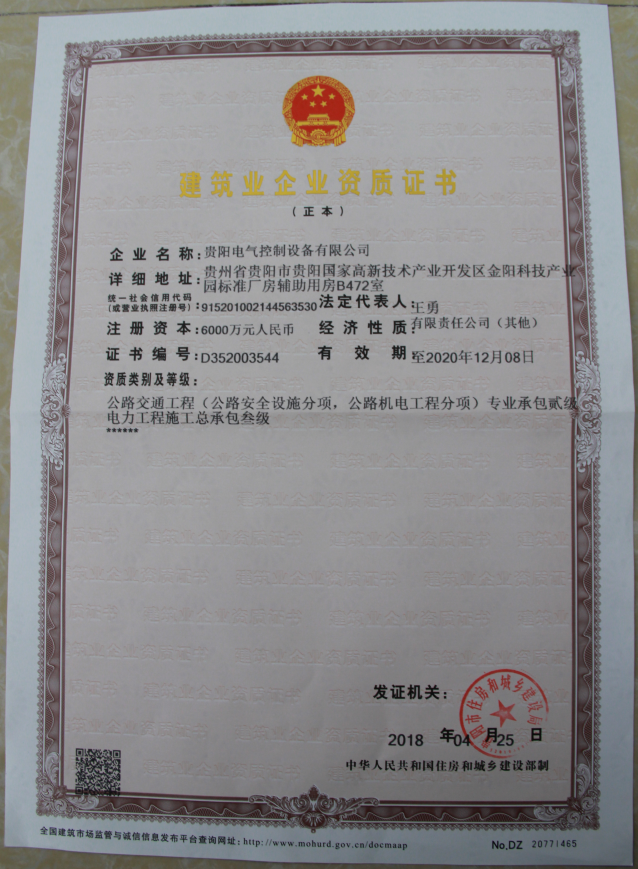 建筑业企业资质证书
（正本）
企业名称：贵阳电气控制设备有限公司
详细地址：贵州省贵阳市贵阳国家高新技术产业开发区金阳科技产业
园标准厂房辅助用房B472室
统一社会信用代码
（或营业执照注册号）：915201002144563530 法定代表人：王勇
注册资本：6000万元人民币 经济性质：有限责任公司（其他）
证书编号：D352003544 有效期：至2020年12月08日
资质类别及等级：
公路交通工程（公路安全设施分项，公路机电工程分项）专业承包贰级
电力工程施工总承包叁级
******
发证机关：
贵阳市住房和城乡建设局
2018年04月25日
中华人民共和国住房和城乡建设部制
全国建筑市场监管与诚信信息发布平台查询网址：http://www.mohurd.gov.cn/docmaap
No,DZ 20771465